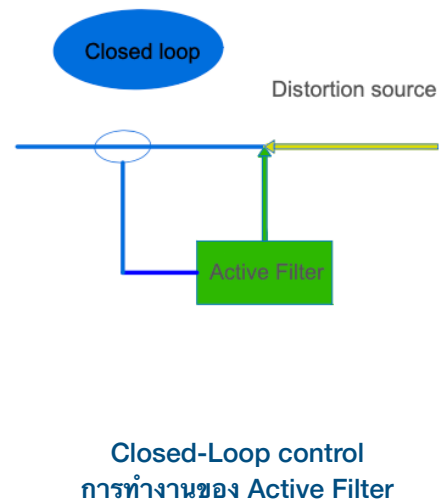 Closed loop
Distortion source
Active Filter
Closed-Loop control
การทำงานของ Active Filter